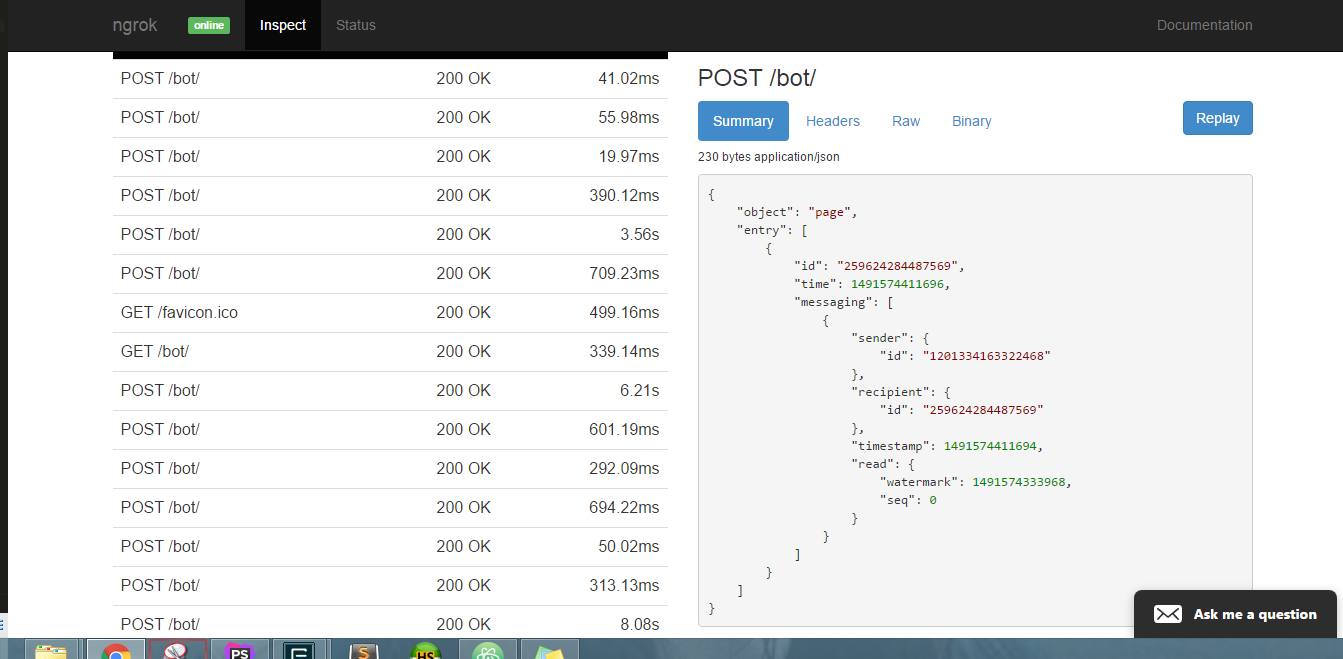 ngrok online Inspect Status Documentation
POST /bot/ 200 OK 41.02ms
POST /bot/ 200 OK 55.98ms
POST /bot/ 200 OK 19.97ms
POST /bot/ 200 OK 390.12ms
POST /bot/ 200 OK 3.56s
POST /bot/ 200 OK 709.23ms
GET /favicon.ico 200 OK 499.16ms
GET /bot/ 200 OK 339.14ms
POST /bot/ 200 OK 6.21s
POST /bot/ 200 OK 601.19ms
POST /bot/ 200 OK 292.09ms
POST /bot/ 200 OK 694.22ms
POST /bot/ 200 OK 50.02ms
POST /bot/ 200 OK 313.13ms
POST /bot/ 200 OK 8.08s
POST /bot/
Summary Headers Raw Binary Replay
230 bytes application/json
{
    "object": "page",
    "entry": [
        {
            "id": "259624284487569",
            "time": 1491574411696,
            "messaging": [
                {
                    "sender": {
                        "id": "1201334163322468"
                    },
                    "recipient": {
                        "id": "259624284487569"
                    },
                    "timestamp": 1491574411694,
                    "read": {
                        "watermark": 1491574333968,
                        "seq": 0
                    }
                }
            ]
        }
    ]
}
Ask me a question
PS
S
HS